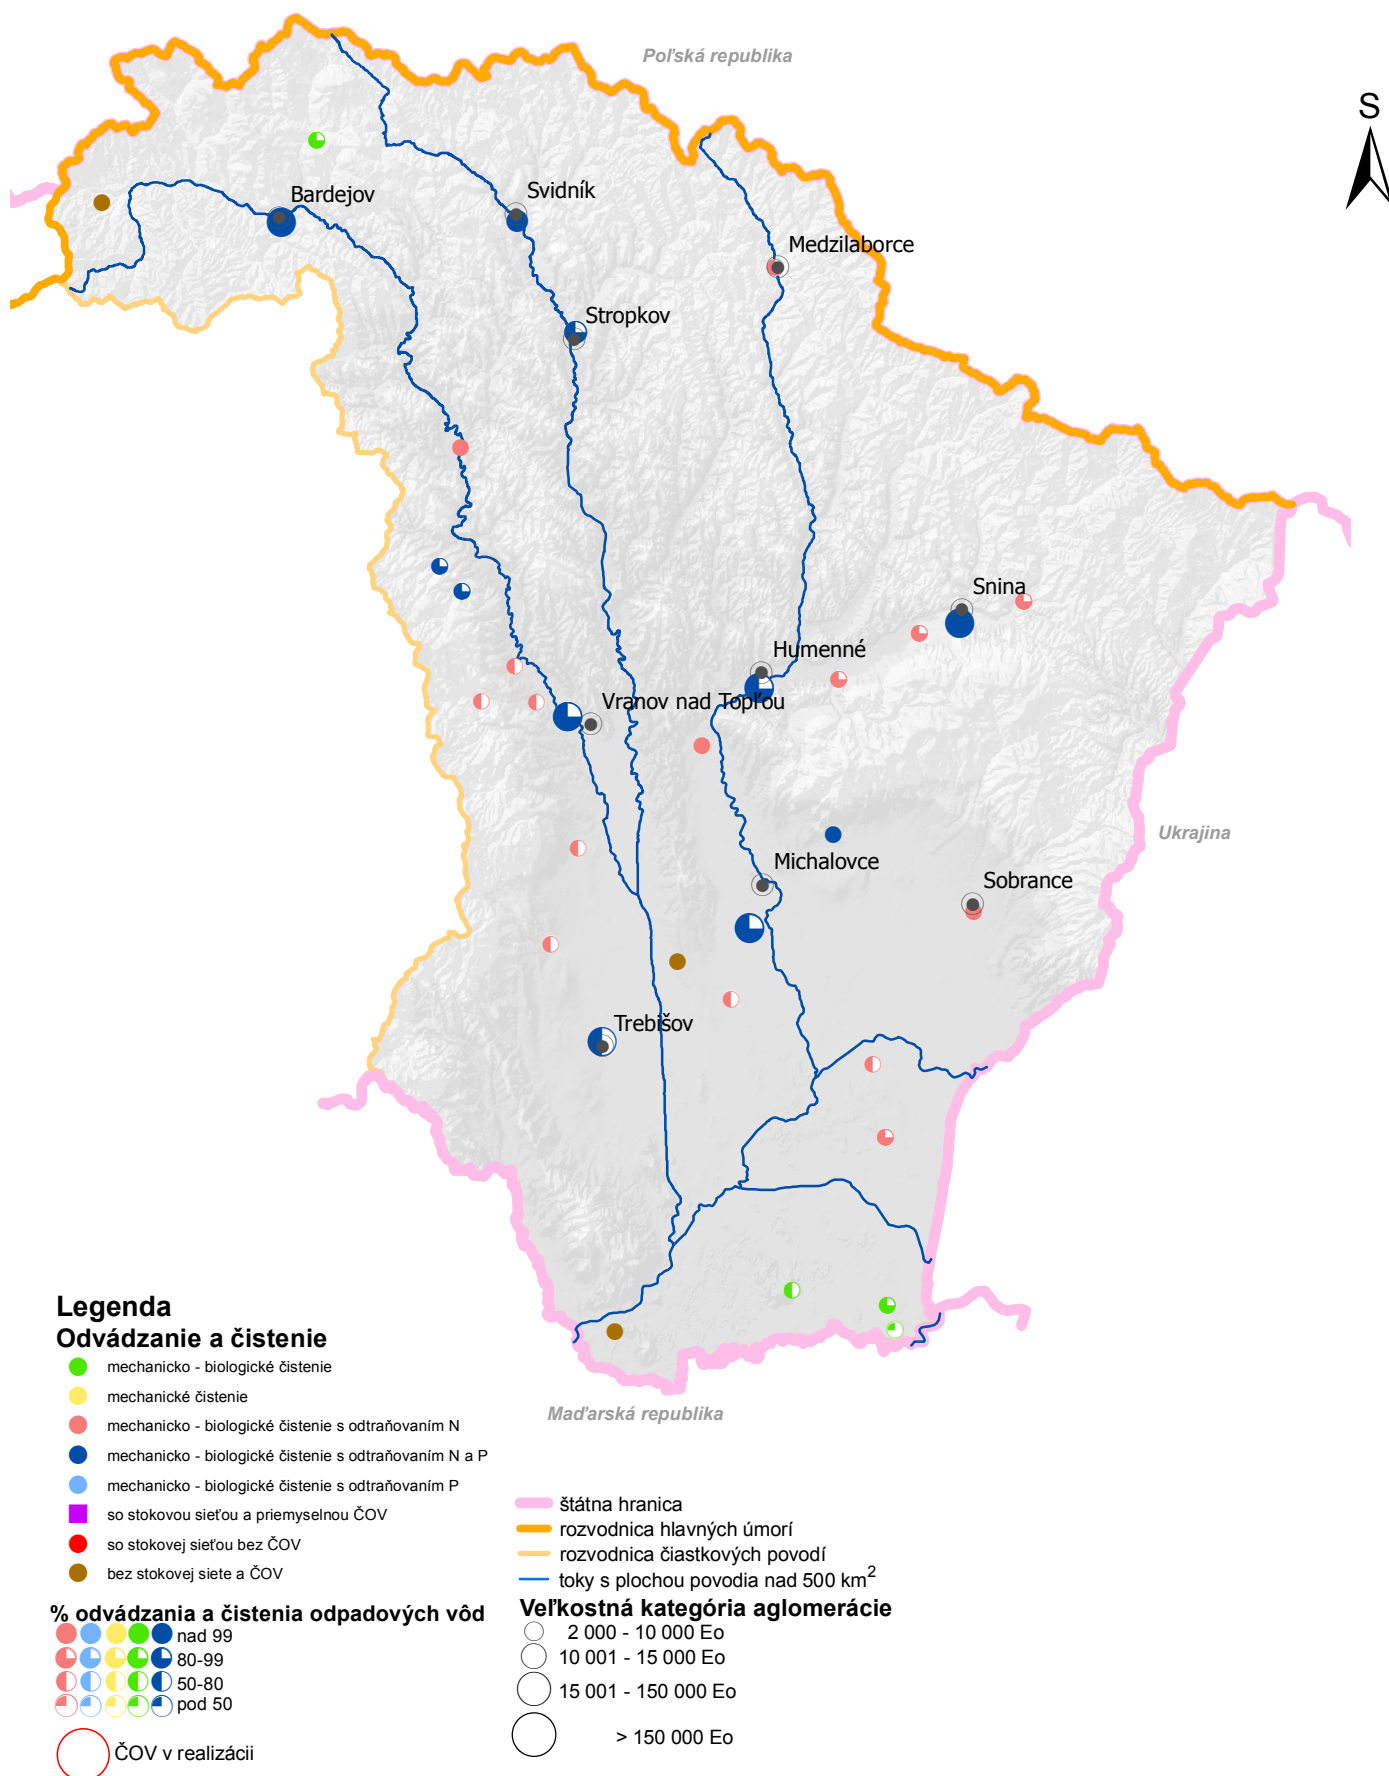 Poľská republika
S
Bardejov
Svidník
Medzilaborce
Stropkov
Snina
Humenné
Vranov nad Topľou
Ukrajina
Michalovce
Sobrance
Trebišov
Maďarská republika
Legenda
Odvádzanie a čistenie
mechanicko - biologické čistenie
mechanické čistenie
mechanicko - biologické čistenie s odtraňovaním N
mechanicko - biologické čistenie s odtraňovaním N a P
mechanicko - biologické čistenie s odtraňovaním P
so stokovou sieťou a priemyselnou ČOV
so stokovej sieťou bez ČOV
bez stokovej siete a ČOV
% odvádzania a čistenia odpadových vôd
nad 99
80-99
50-80
pod 50
ČOV v realizácii
štátna hranica
rozvodnica hlavných úmorí
rozvodnica čiastkových povodí
toky s plochou povodia nad 500 km²
Veľkostná kategória aglomerácie
2 000 - 10 000 Eo
10 001 - 15 000 Eo
15 001 - 150 000 Eo
> 150 000 Eo